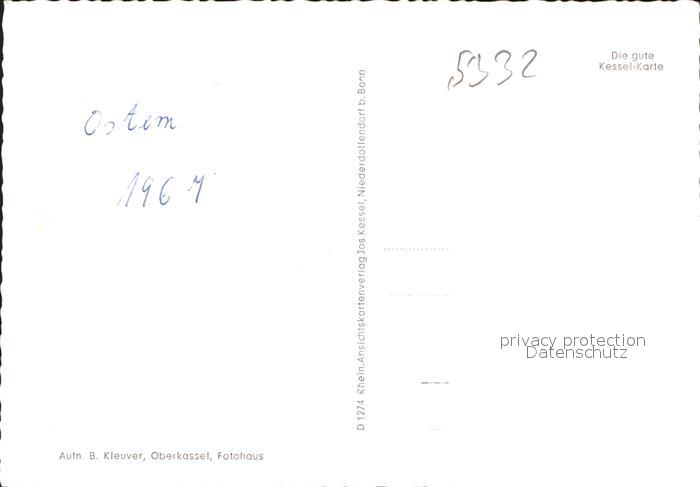 Ostern
1967
5332
Die gute
Kessel-Karte
D 1274 Rhein. Ansichtskartenverlag Jos Kessel, Niederdollendorf b. Bonn
privacy protection
Datenschutz
Aufn. B. Kleuver, Oberkassel, Fotohaus